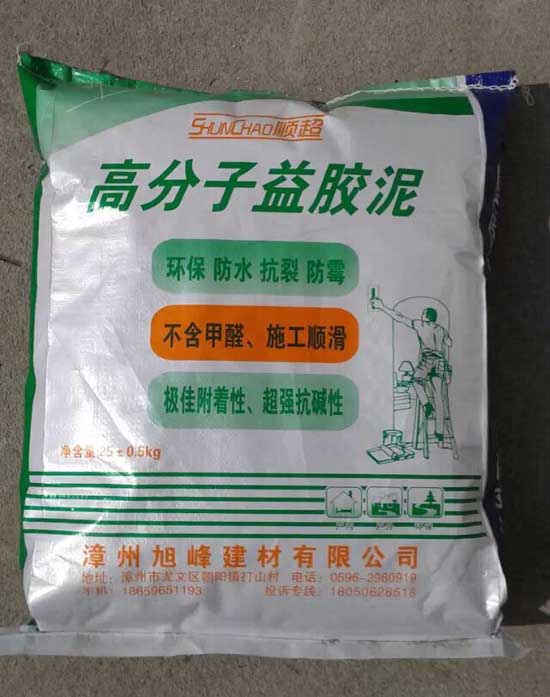 SHUNCHAO顺超
高分子益胶泥
环保 防水 抗裂 防霉
不含甲醛、施工顺滑
极佳附着性、超强抗碱性
净含量:25±0.5kg
漳州旭峰建材有限公司
地址：漳州市龙文区朝阳镇打山村 电话：0596-2960919
手机：18659651193 投诉专线：18050628518